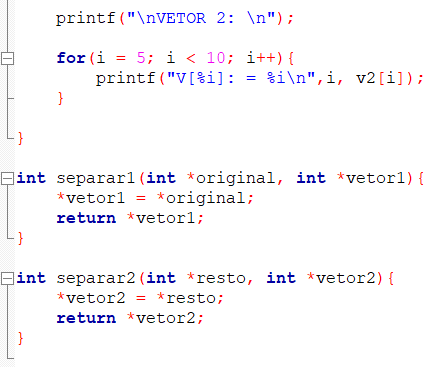 printf("\nVETOR 2: \n");
for(i = 5; i < 10; i++){
printf("V[%i]: = %i\n",i, v2[i]);
}
}
int separar1(int *original, int *vetor1){
*vetor1 = *original;
return *vetor1;
}
int separar2(int *resto, int *vetor2){
*vetor2 = *resto;
return *vetor2;
}